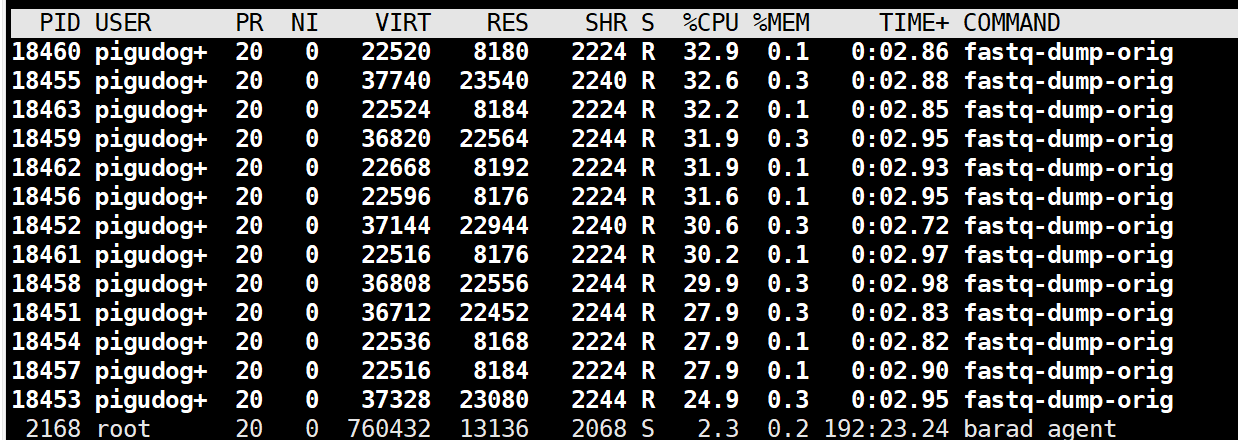 PID USER PR NI VIRT RES SHR S %CPU %MEM TIME+ COMMAND
18460 pigudog+ 20 0 22520 8180 2224 R 32.9 0.1 0:02.86 fastq-dump-orig
18455 pigudog+ 20 0 37740 23540 2240 R 32.6 0.3 0:02.88 fastq-dump-orig
18463 pigudog+ 20 0 22524 8184 2224 R 32.2 0.1 0:02.85 fastq-dump-orig
18459 pigudog+ 20 0 36820 22564 2244 R 31.9 0.3 0:02.95 fastq-dump-orig
18462 pigudog+ 20 0 22668 8192 2224 R 31.9 0.1 0:02.93 fastq-dump-orig
18456 pigudog+ 20 0 22596 8176 2224 R 31.6 0.1 0:02.95 fastq-dump-orig
18452 pigudog+ 20 0 37144 22944 2240 R 30.6 0.3 0:02.72 fastq-dump-orig
18461 pigudog+ 20 0 22516 8176 2224 R 30.2 0.1 0:02.97 fastq-dump-orig
18458 pigudog+ 20 0 36808 22556 2244 R 29.9 0.3 0:02.98 fastq-dump-orig
18451 pigudog+ 20 0 36712 22452 2244 R 27.9 0.3 0:02.83 fastq-dump-orig
18454 pigudog+ 20 0 22536 8168 2224 R 27.9 0.1 0:02.82 fastq-dump-orig
18457 pigudog+ 20 0 22516 8184 2224 R 27.9 0.1 0:02.90 fastq-dump-orig
18453 pigudog+ 20 0 37328 23080 2244 R 24.9 0.3 0:02.95 fastq-dump-orig
2168 root 20 0 760432 13136 2068 S 2.3 0.2 192:23.24 barad_agent